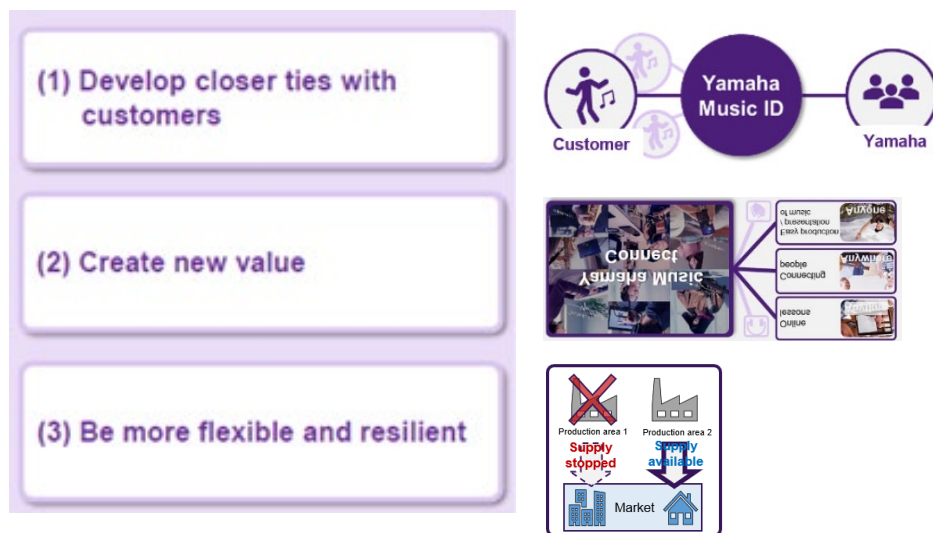 (1) Develop closer ties with
customers
Yamaha
Music ID
Customer
Yamaha
(2) Create new value
Yamaha Music
Connect
Online
lessons
Connecting
people
Anywhere
Easy production
/ presentation
of music
Anyone
(3) Be more flexible and resilient
Production area 1
Production area 2
Supply
stopped
Supply
available
Market